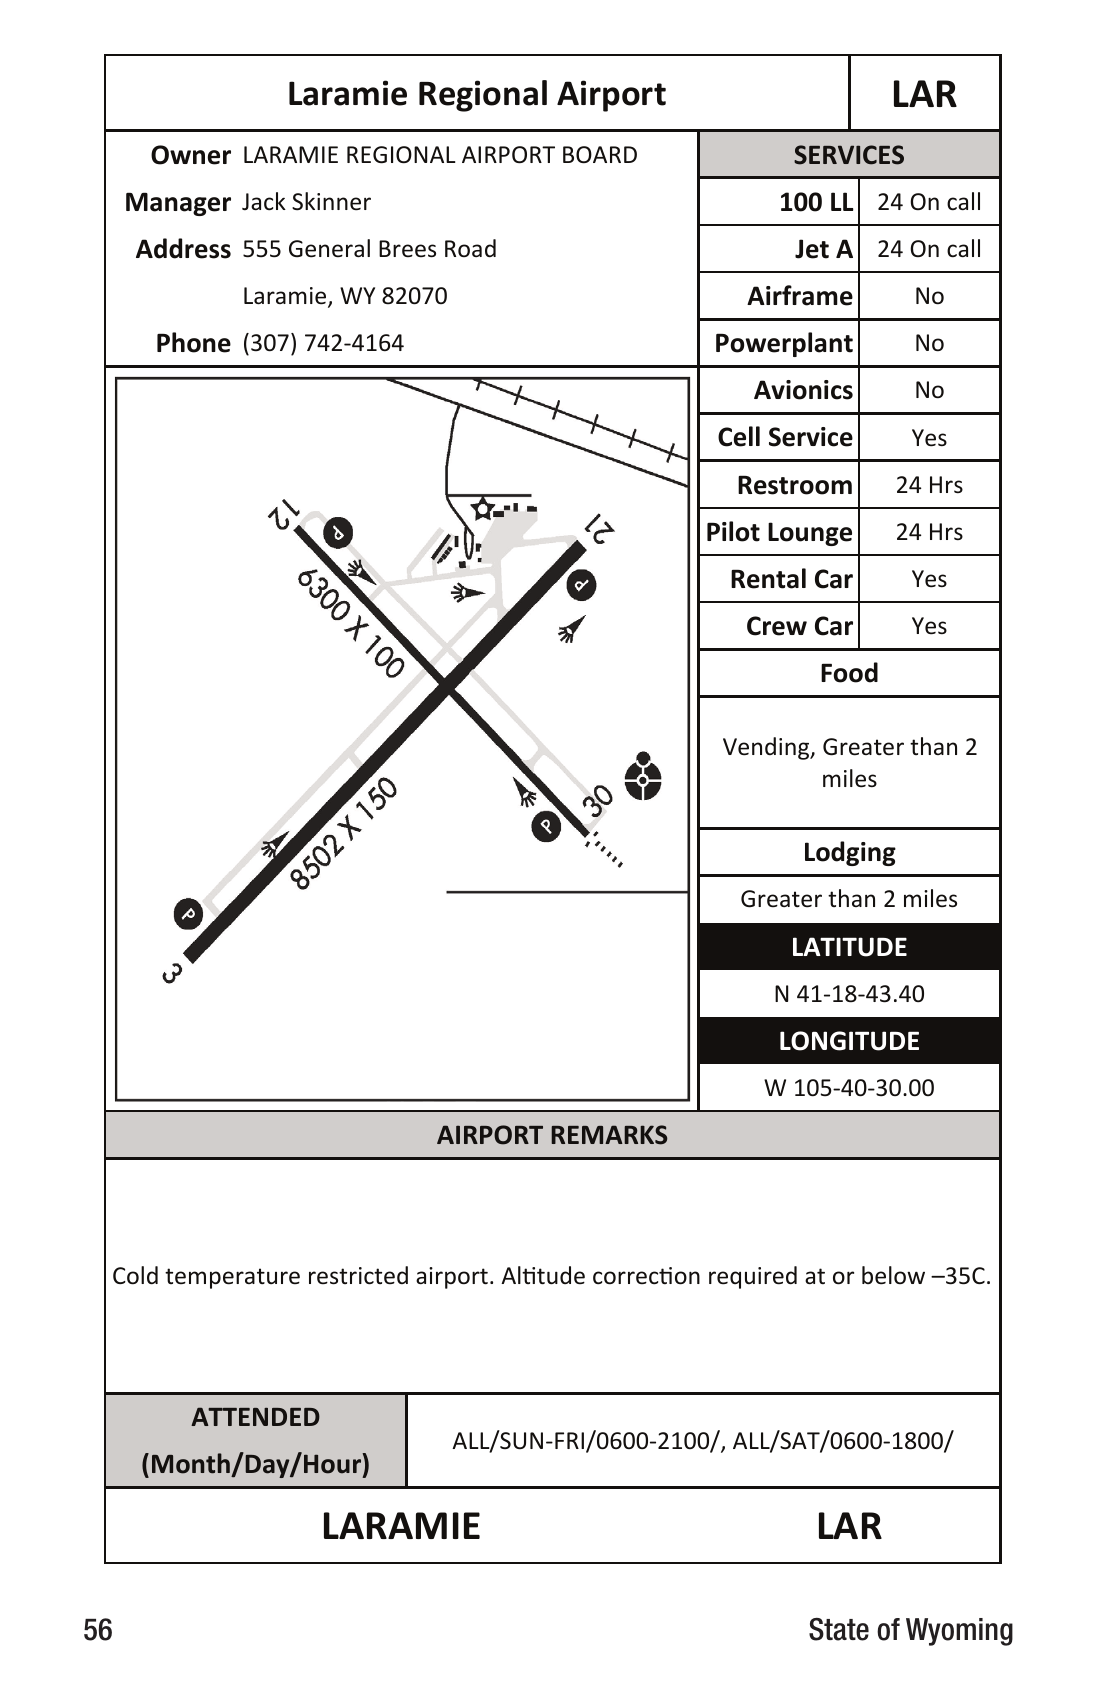 Laramie Regional Airport LAR
Owner LARAMIE REGIONAL AIRPORT BOARD
Manager Jack Skinner
Address 555 General Brees Road
Laramie, WY 82070
Phone (307) 742-4164
SERVICES
100 LL 24 On call
Jet A 24 On call
Airframe No
Powerplant No
Avionics No
Cell Service Yes
Restroom 24 Hrs
Pilot Lounge 24 Hrs
Rental Car Yes
Crew Car Yes
Food
Vending, Greater than 2
miles
Lodging
Greater than 2 miles
LATITUDE
N 41-18-43.40
LONGITUDE
W 105-40-30.00
12
P
21
P
6300 X 100
30
P
8502 X 150
P
3
AIRPORT REMARKS
Cold temperature restricted airport. Altitude correction required at or below –35C.
ATTENDED
(Month/Day/Hour)
ALL/SUN-FRI/0600-2100/, ALL/SAT/0600-1800/
LARAMIE LAR
56 State of Wyoming